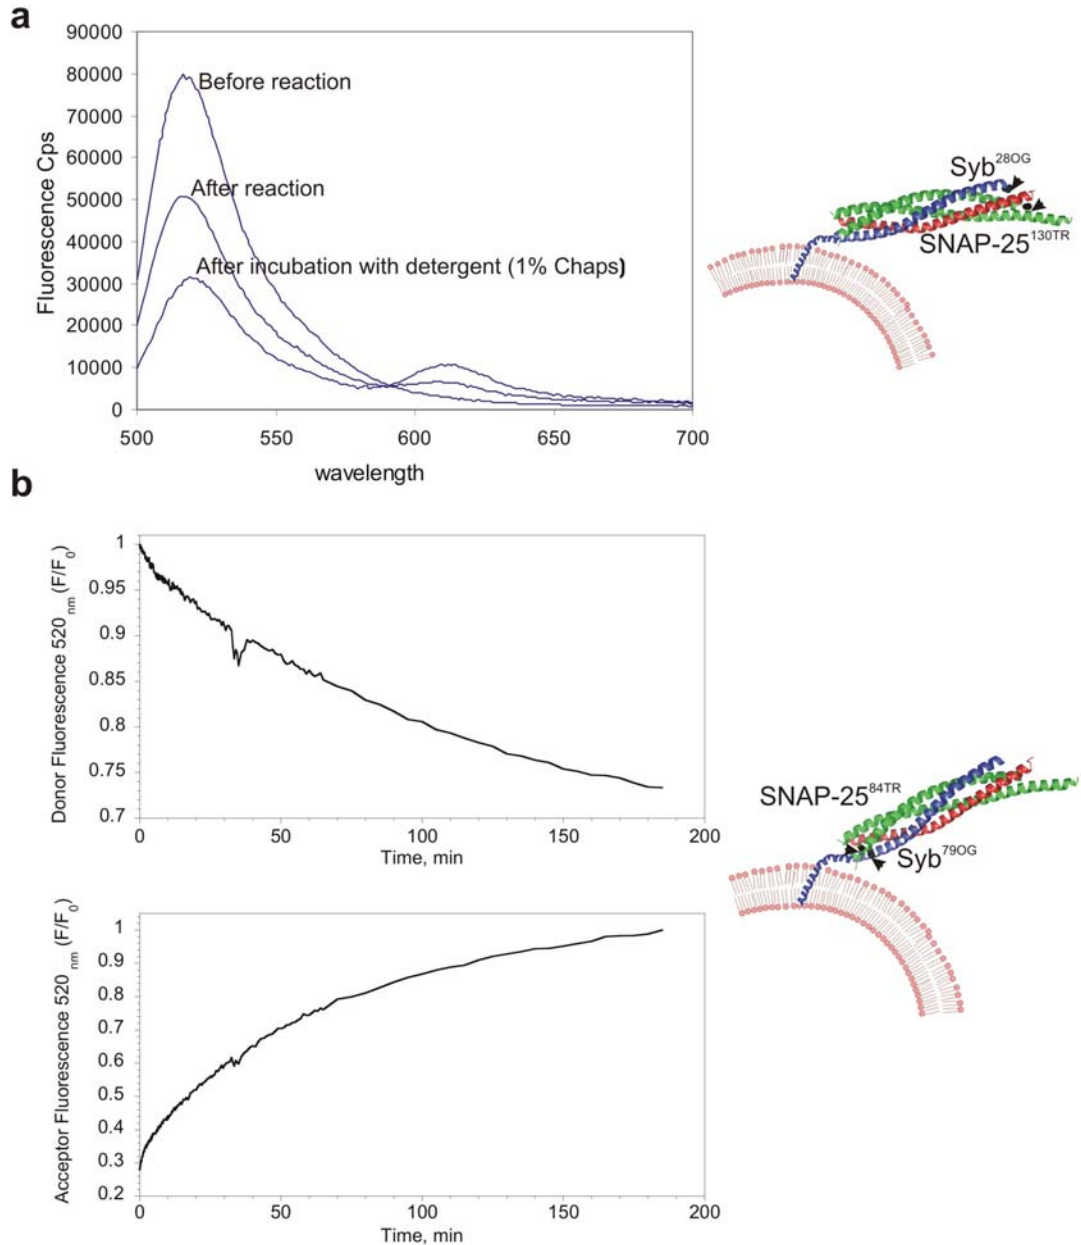 a
90000
80000
70000
60000
50000
40000
30000
20000
10000
0
Fluorescence Cps
Before reaction
After reaction
After incubation with detergent (1% Chaps)
500 550 600 650 700
wavelength
Syb28OG
SNAP-25130TR
b
1
0.95
0.9
0.85
0.8
0.75
0.7
Donor Fluorescence 520 nm (F/F0)
0 50 100 150 200
Time, min
SNAP-2584TR
Syb79OG
1
0.9
0.8
0.7
0.6
0.5
0.4
0.3
0.2
Acceptor Fluorescence 520 nm (F/F0)
0 50 100 150 200
Time, min